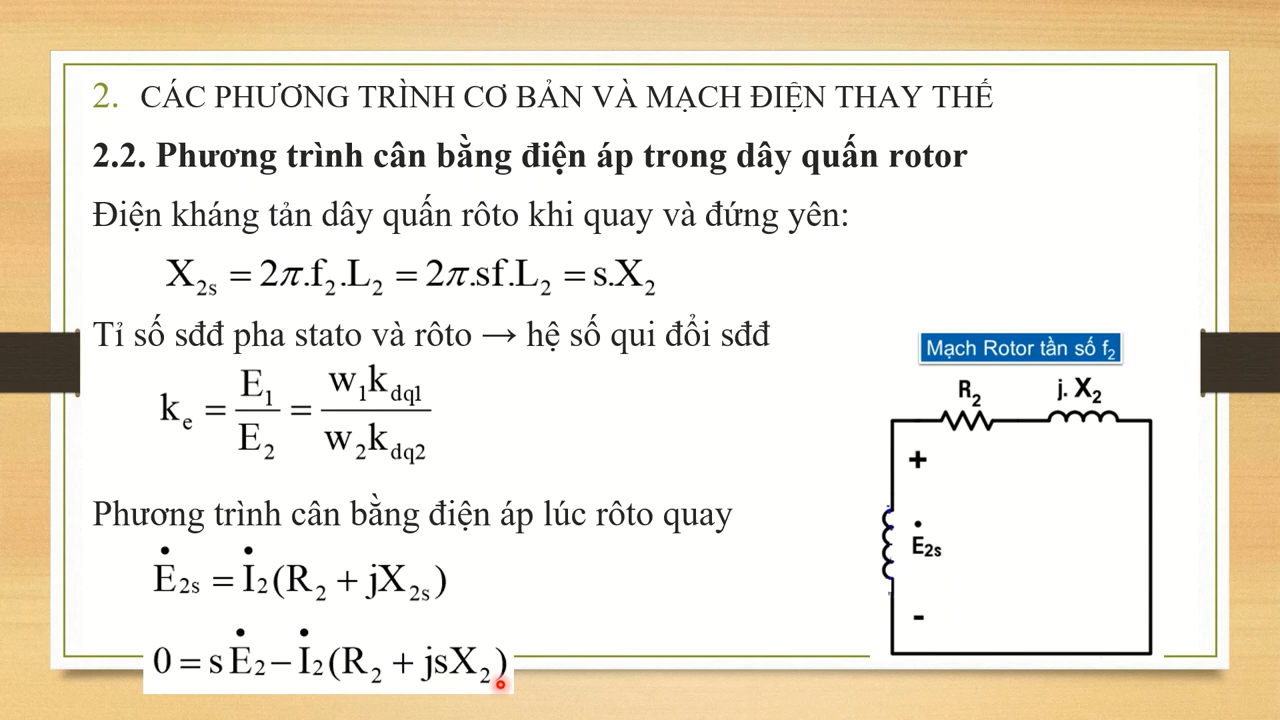 2. CÁC PHƯƠNG TRÌNH CƠ BẢN VÀ MẠCH ĐIỆN THAY THẾ
2.2. Phương trình cân bằng điện áp trong dây quấn rotor
Điện kháng tản dây quấn rôto khi quay và đứng yên:
X₂ₛ = 2π.f₂.L₂ = 2π.sf.L₂ = s.X₂
Tỉ số sđđ pha stato và rôto → hệ số qui đổi sđđ
kₑ = E₁/E₂ = w₁k_dq1/w₂k_dq2
Phương trình cân bằng điện áp lúc rôto quay
Ė₂ₛ = İ₂(R₂ + jX₂ₛ)
0 = sĖ₂ − İ₂(R₂ + jsX₂)
Mạch Rotor tần số f₂
R₂ j. X₂
+
Ė₂ₛ
-